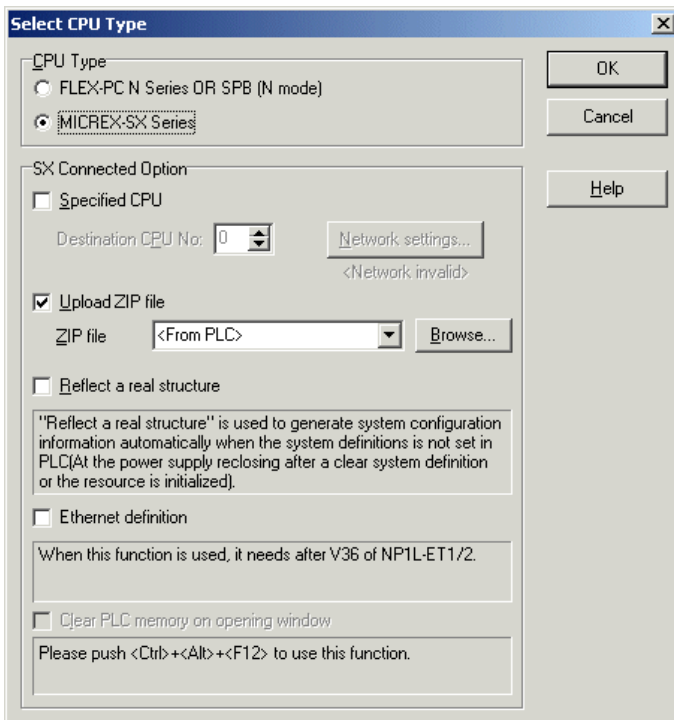 Select CPU Type
CPU Type
FLEX-PC N Series OR SPB (N mode)
MICREX-SX Series
OK
Cancel
Help
SX Connected Option
Specified CPU
Destination CPU No: 0
Network settings...
<Network invalid>
Upload ZIP file
ZIP file <From PLC> Browse...
Reflect a real structure
"Reflect a real structure" is used to generate system configuration
information automatically when the system definitions is not set in
PLC(At the power supply reclosing after a clear system definition
or the resource is initialized).
Ethernet definition
When this function is used, it needs after V36 of NP1L-ET1/2.
Clear PLC memory on opening window
Please push <Ctrl>+<Alt>+<F12> to use this function.